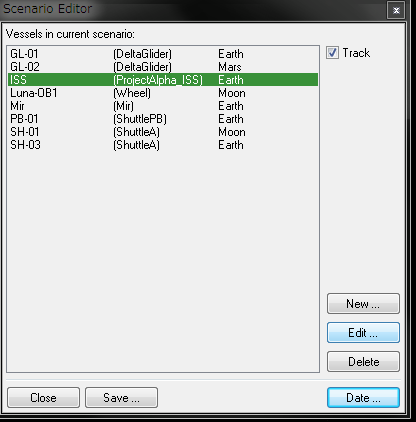 Scenario Editor
Vessels in current scenario:
GL-01 (DeltaGlider) Earth
GL-02 (DeltaGlider) Mars
ISS (ProjectAlpha_ISS) Earth
Luna-OB1 (Wheel) Moon
Mir (Mir) Earth
PB-01 (ShuttlePB) Earth
SH-01 (ShuttleA) Moon
SH-03 (ShuttleA) Earth
Track
New ...
Edit ...
Delete
Close Save ... Date ...